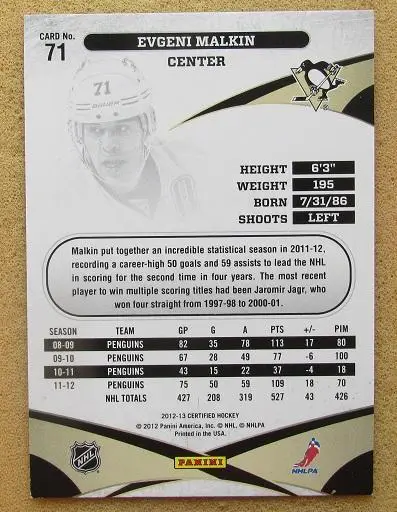 CARD No.
71
EVGENI MALKIN
CENTER
71
HEIGHT 6'3"
WEIGHT 195
BORN 7/31/86
SHOOTS LEFT
Malkin put together an incredible statistical season in 2011-12,
recording a career-high 50 goals and 59 assists to lead the NHL
in scoring for the second time in four years. The most recent
player to win multiple scoring titles had been Jaromir Jagr, who
won four straight from 1997-98 to 2000-01.
SEASON TEAM GP G A PTS +/- PIM
08-09 PENGUINS 82 35 78 113 17 80
09-10 PENGUINS 67 28 49 77 -6 100
10-11 PENGUINS 43 15 22 37 -4 18
11-12 PENGUINS 75 50 59 109 18 70
NHL TOTALS 427 208 319 527 43 426
2012-13 CERTIFIED HOCKEY
© 2012 Panini America, Inc. © NHL, © NHLPA
Printed in the USA.
NHL
PANINI
NHLPA